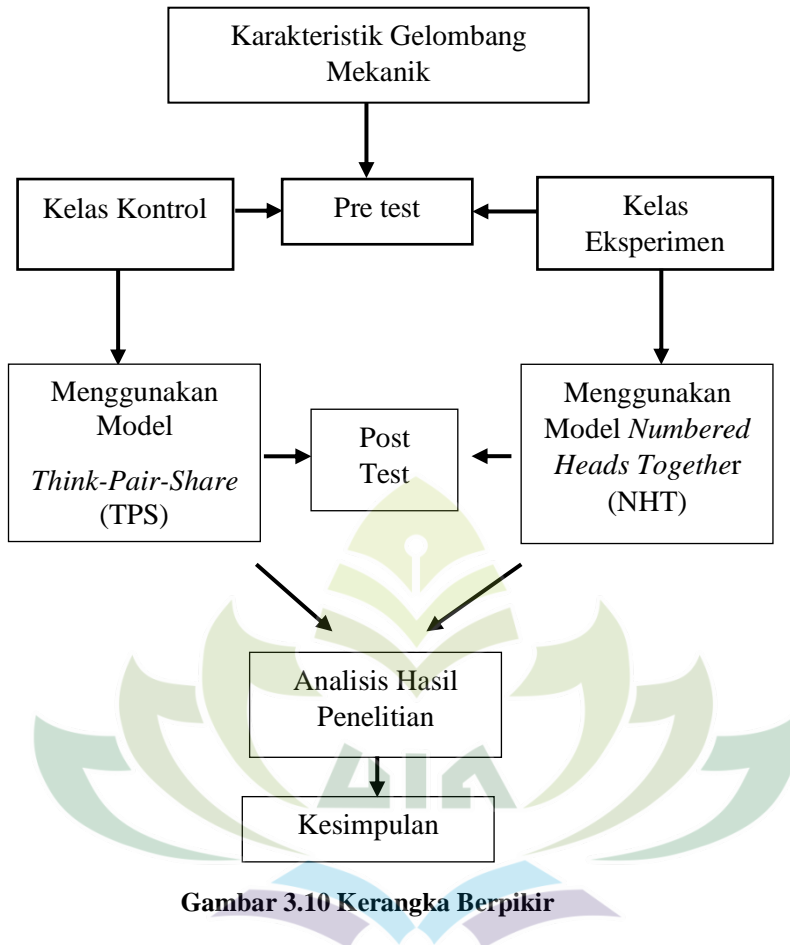 Karakteristik Gelombang
Mekanik
Kelas Kontrol
Pre test
Kelas
Eksperimen
Menggunakan
Model
Think-Pair-Share
(TPS)
Post
Test
Menggunakan
Model Numbered
Heads Together
(NHT)
Analisis Hasil
Penelitian
Kesimpulan
Gambar 3.10 Kerangka Berpikir